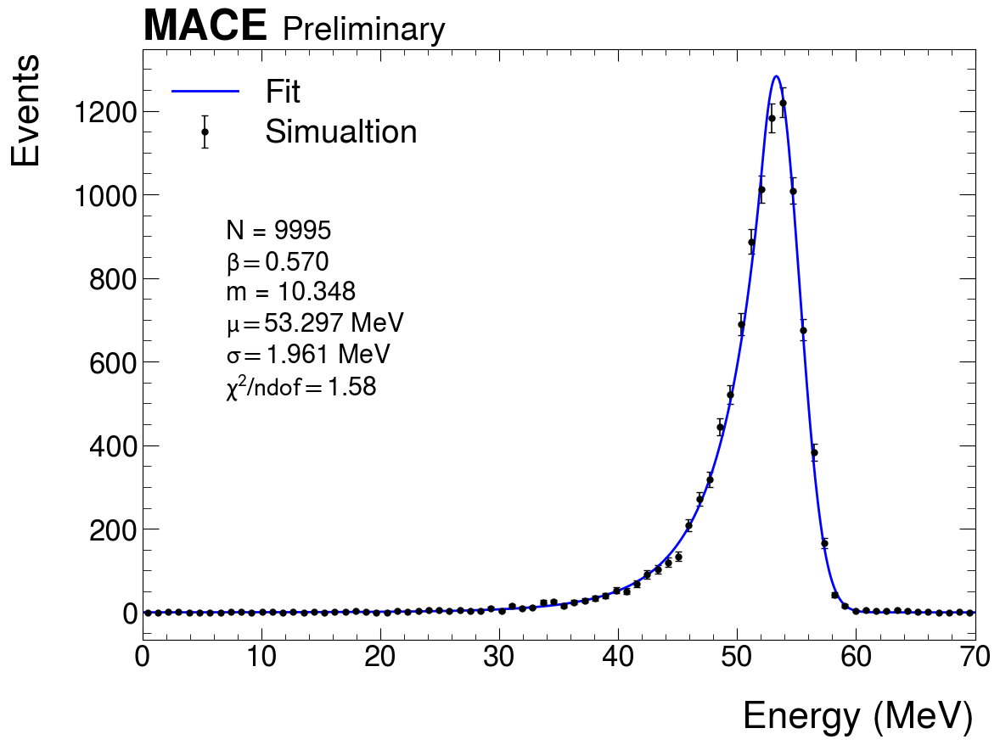 MACE Preliminary
Events
Fit
Simualtion
N = 9995
β=0.570
m = 10.348
μ=53.297 MeV
σ=1.961 MeV
χ²/ndof=1.58
1200
1000
800
600
400
200
0
0 10 20 30 40 50 60 70
Energy (MeV)